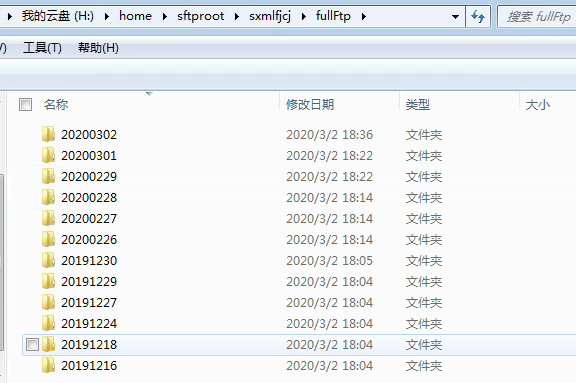 我的云盘 (H:) home sftproot sxmlfjcj fullFtp 搜索 fullFtp
工具(T) 帮助(H)
名称 修改日期 类型 大小
20200302 2020/3/2 18:36 文件夹
20200301 2020/3/2 18:22 文件夹
20200229 2020/3/2 18:22 文件夹
20200228 2020/3/2 18:14 文件夹
20200227 2020/3/2 18:14 文件夹
20200226 2020/3/2 18:14 文件夹
20191230 2020/3/2 18:05 文件夹
20191229 2020/3/2 18:04 文件夹
20191227 2020/3/2 18:04 文件夹
20191224 2020/3/2 18:04 文件夹
20191218 2020/3/2 18:04 文件夹
20191216 2020/3/2 18:04 文件夹